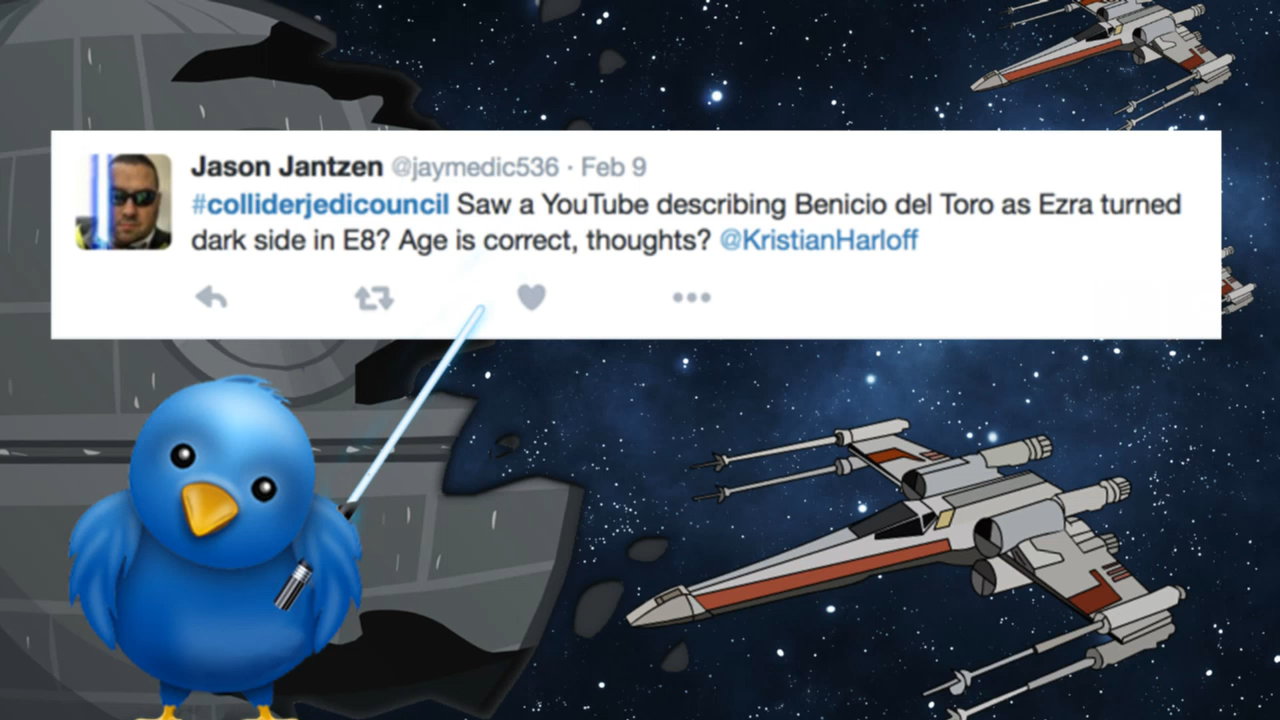 Jason Jantzen @jaymedic536 · Feb 9
#colliderjedicouncil Saw a YouTube describing Benicio del Toro as Ezra turned
dark side in E8? Age is correct, thoughts? @KristianHarloff